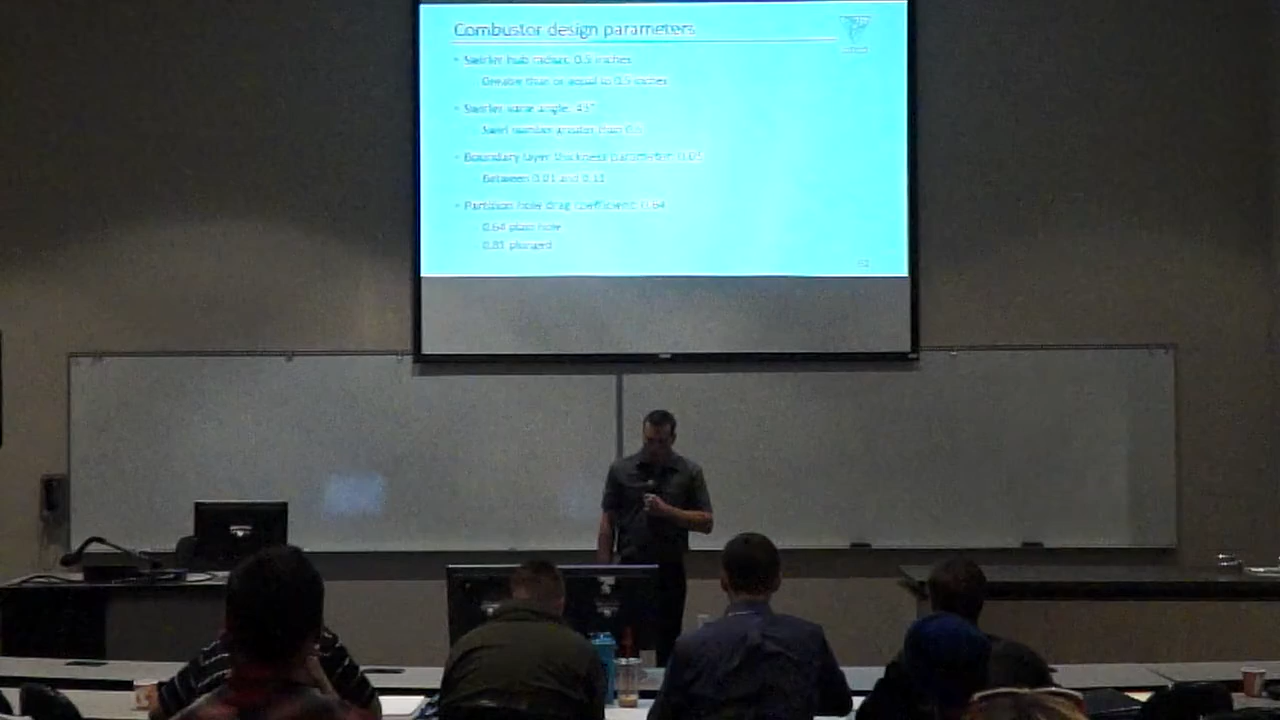 Combustor design parameters
Swirler hub radius: 0.5 inches
Greater than or equal to 0.5 inches
Swirler vane angle: 45°
Swirl number greater than 0.6
Boundary layer thickness parameter:
Between 0.01 and 0.11
Partition hole drag coefficient: 0.64
0.64 plain hole
0.81 plunged